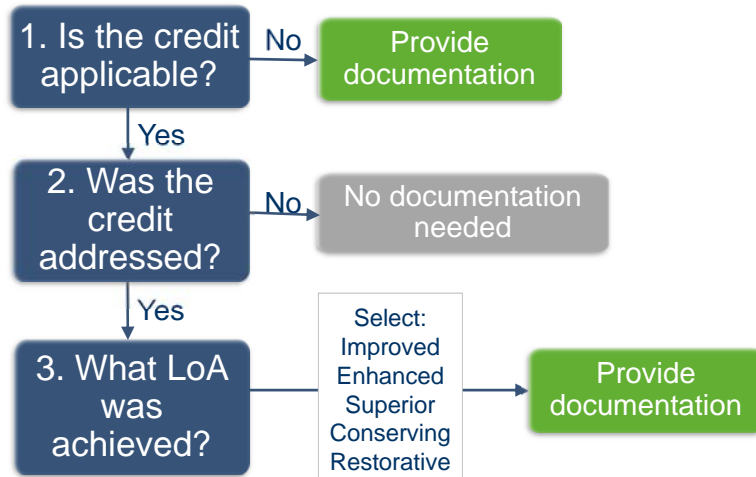 1. Is the credit
applicable?
No
Provide
documentation
Yes
2. Was the
credit
addressed?
No
No documentation
needed
Yes
3. What LoA
was
achieved?
Select:
Improved
Enhanced
Superior
Conserving
Restorative
Provide
documentation